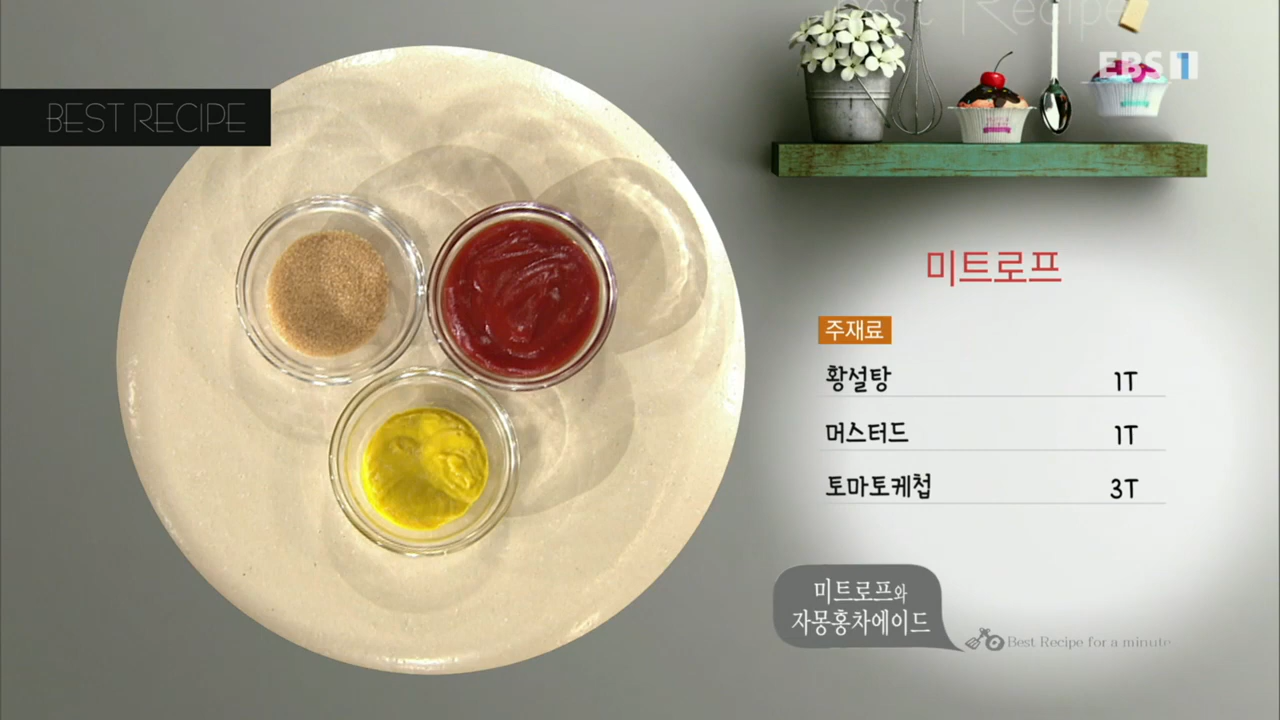 Best Recipe
EBS 1
BEST RECIPE
미트로프
주재료
황설탕 1T
머스터드 1T
토마토케첩 3T
미트로프와
자몽홍차에이드
Best Recipe for a minute